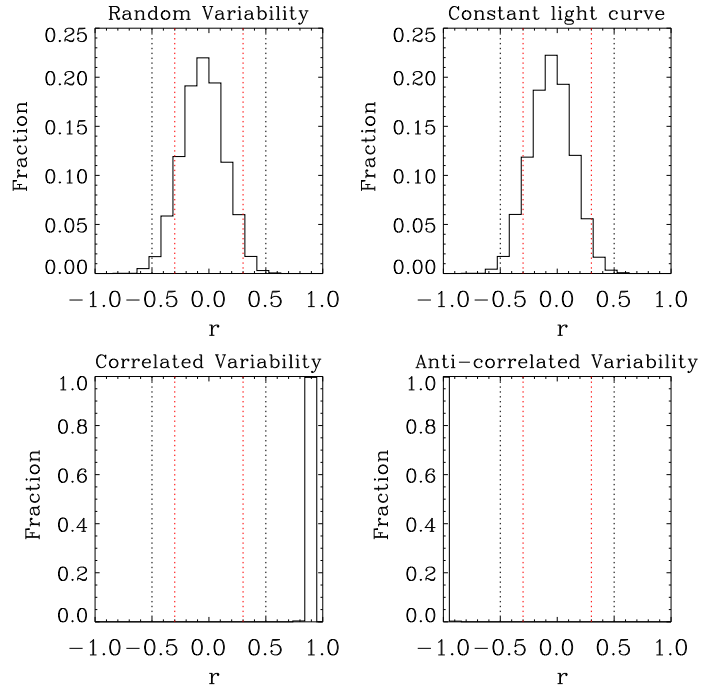 Random Variability
Constant light curve
0.25
0.20
0.15
0.10
0.05
0.00
Fraction
−1.0−0.5 0.0 0.5 1.0
r
0.25
0.20
0.15
0.10
0.05
0.00
Fraction
−1.0−0.5 0.0 0.5 1.0
r
Correlated Variability
Anti−correlated Variability
1.0
0.8
0.6
0.4
0.2
0.0
Fraction
−1.0−0.5 0.0 0.5 1.0
r
1.0
0.8
0.6
0.4
0.2
0.0
Fraction
−1.0−0.5 0.0 0.5 1.0
r